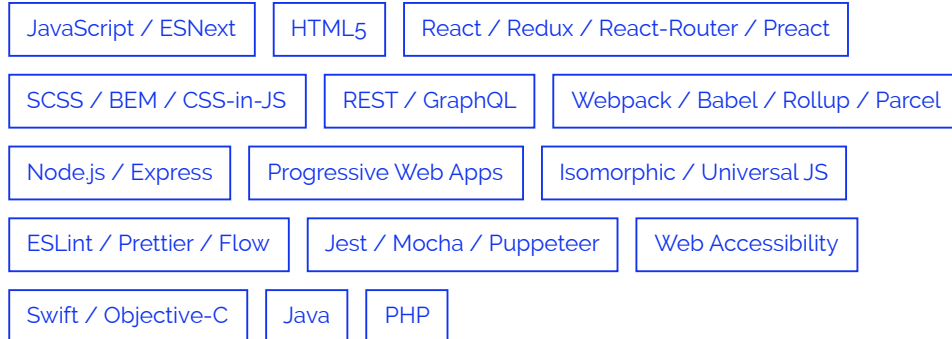 JavaScript / ESNext HTML5 React / Redux / React-Router / Preact
SCSS / BEM / CSS-in-JS REST / GraphQL Webpack / Babel / Rollup / Parcel
Node.js / Express Progressive Web Apps Isomorphic / Universal JS
ESLint / Prettier / Flow Jest / Mocha / Puppeteer Web Accessibility
Swift / Objective-C Java PHP